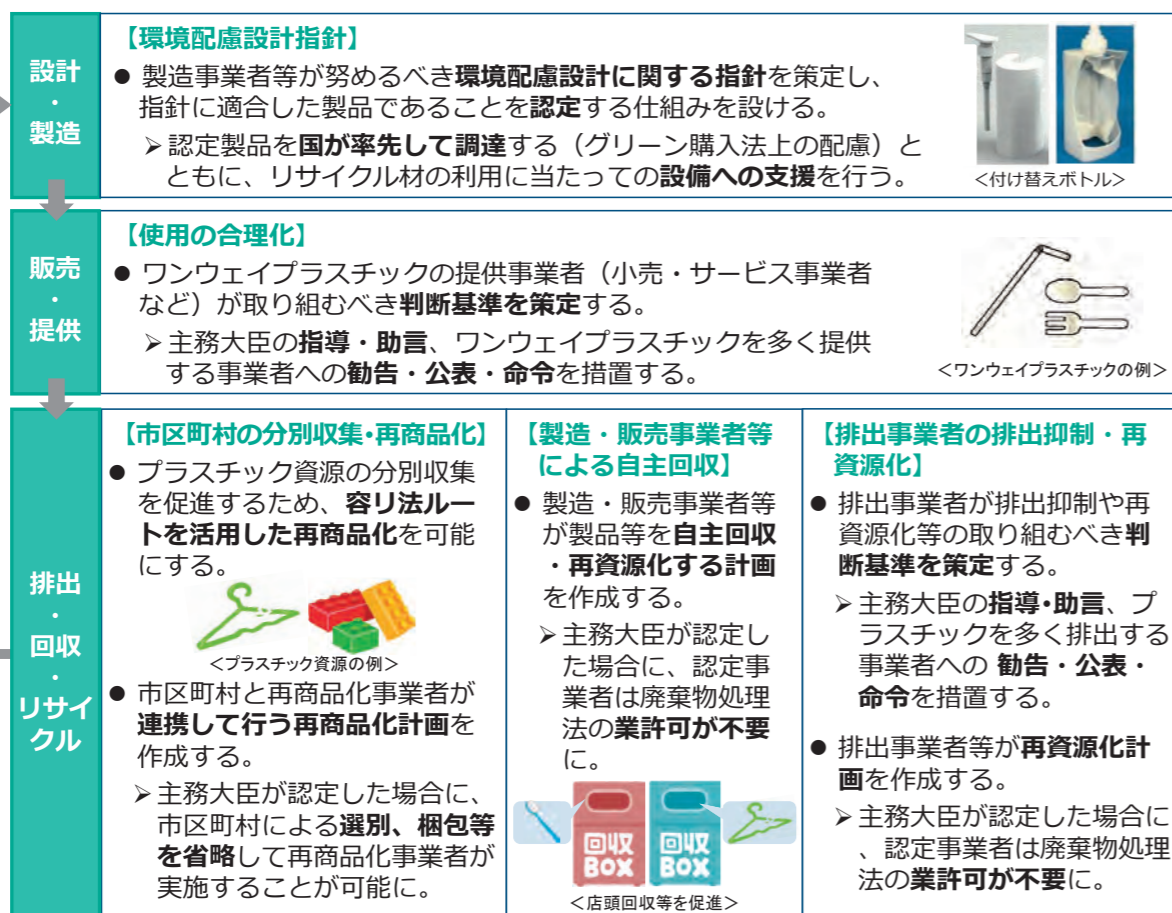 設計
・
製造
【環境配慮設計指針】
● 製造事業者等が努めるべき環境配慮設計に関する指針を策定し、
指針に適合した製品であることを認定する仕組みを設ける。
➢認定製品を国が率先して調達する（グリーン購入法上の配慮）と
ともに、リサイクル材の利用に当たっての設備への支援を行う。
＜付け替えボトル＞
販売
・
提供
【使用の合理化】
● ワンウェイプラスチックの提供事業者（小売・サービス事業者
など）が取り組むべき判断基準を策定する。
➢主務大臣の指導・助言、ワンウェイプラスチックを多く提供
する事業者への勧告・公表・命令を措置する。
＜ワンウェイプラスチックの例＞
排出
・
回収
・
リサイ
クル
【市区町村の分別収集・再商品化】
● プラスチック資源の分別収集
を促進するため、容リ法ルー
トを活用した再商品化を可能
にする。
＜プラスチック資源の例＞
● 市区町村と再商品化事業者が
連携して行う再商品化計画を
作成する。
➢主務大臣が認定した場合に、
市区町村による選別、梱包等
を省略して再商品化事業者が
実施することが可能に。
【製造・販売事業者等
による自主回収】
● 製造・販売事業者等
が製品等を自主回収
・再資源化する計画
を作成する。
➢主務大臣が認定し
た場合に、認定事
業者は廃棄物処理
法の業許可が不要
に。
回収
BOX
回収
BOX
＜店頭回収等を促進＞
【排出事業者の排出抑制・再
資源化】
● 排出事業者が排出抑制や再
資源化等の取り組むべき判
断基準を策定する。
➢主務大臣の指導・助言、プ
ラスチックを多く排出する
事業者への 勧告・公表・
命令を措置する。
● 排出事業者等が再資源化計
画を作成する。
➢主務大臣が認定した場合に
、認定事業者は廃棄物処理
法の業許可が不要に。